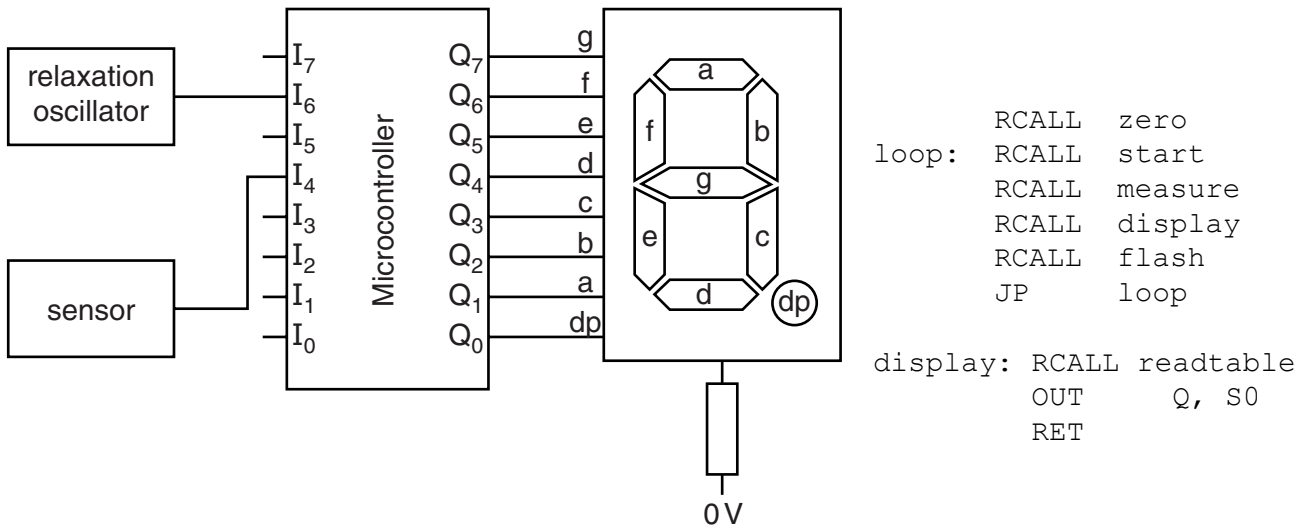 relaxation
oscillator
sensor
Microcontroller
I7
I6
I5
I4
I3
I2
I1
I0
Q7
Q6
Q5
Q4
Q3
Q2
Q1
Q0
g
f
e
d
c
b
a
dp
a
f
b
g
e
c
d
dp
0 V
RCALL zero
loop: RCALL start
RCALL measure
RCALL display
RCALL flash
JP loop
display: RCALL readtable
OUT Q, S0
RET